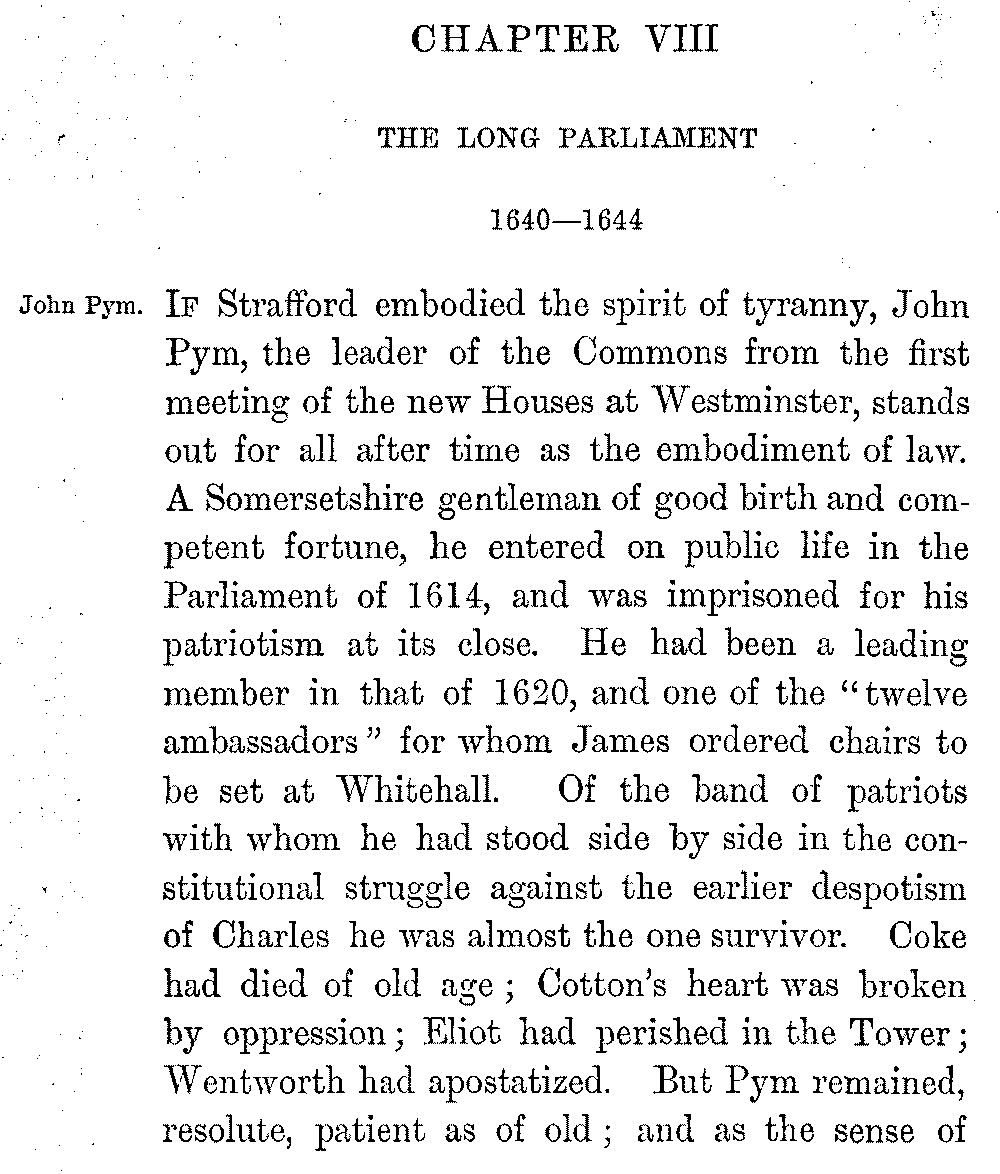 CHAPTER VIII
THE LONG PARLIAMENT
1640—1644
John Pym. IF Strafford embodied the spirit of tyranny, John
Pym, the leader of the Commons from the first
meeting of the new Houses at Westminster, stands
out for all after time as the embodiment of law.
A Somersetshire gentleman of good birth and com-
petent fortune, he entered on public life in the
Parliament of 1614, and was imprisoned for his
patriotism at its close. He had been a leading
member in that of 1620, and one of the “twelve
ambassadors” for whom James ordered chairs to
be set at Whitehall. Of the band of patriots
with whom he had stood side by side in the con-
stitutional struggle against the earlier despotism
of Charles he was almost the one survivor. Coke
had died of old age ; Cotton's heart was broken
by oppression ; Eliot had perished in the Tower ;
Wentworth had apostatized. But Pym remained,
resolute, patient as of old ; and as the sense of